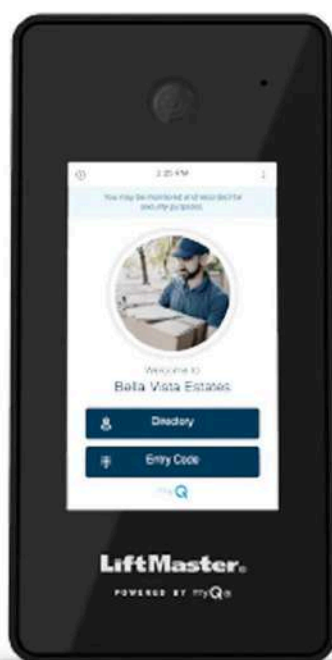 3:25 PM
You may be monitored and recorded for
security purposes.
Welcome to
Bella Vista Estates
Directory
Entry Code
myQ
LiftMaster®
POWERED BY myQ®